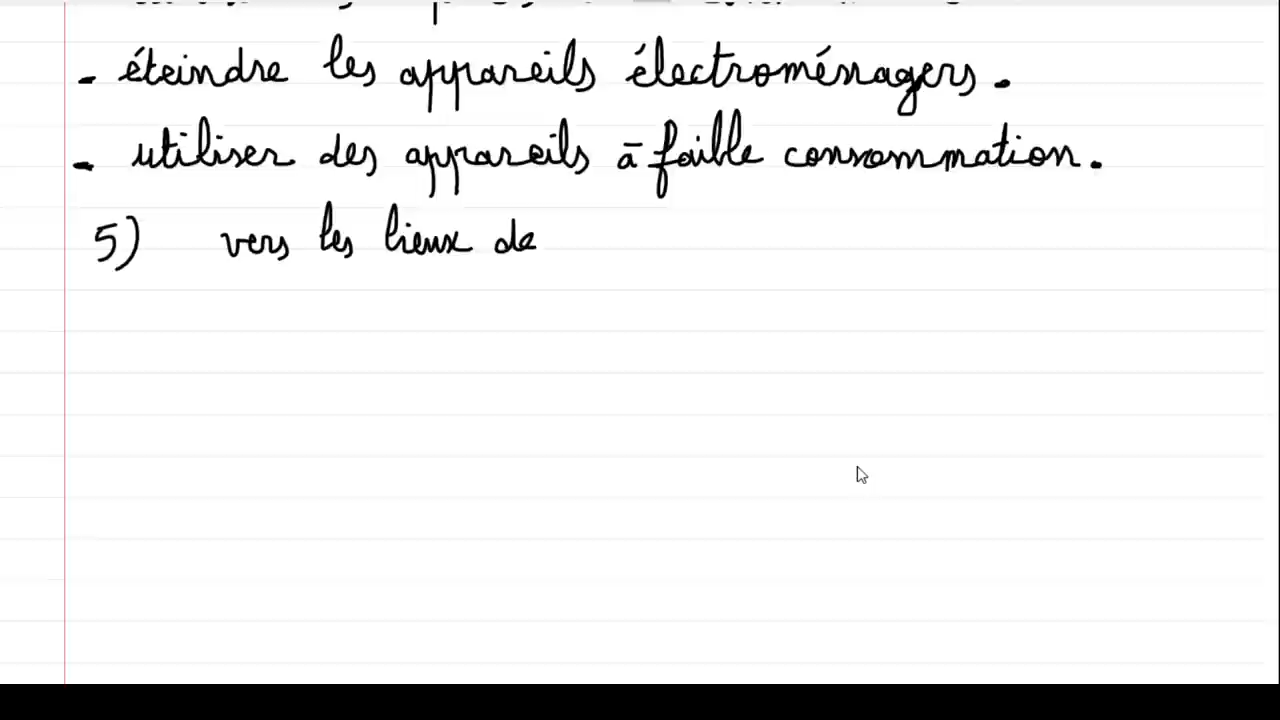 - éteindre les appareils électroménagers.
- utiliser des appareils à faible consommation.
5) vers les lieux de